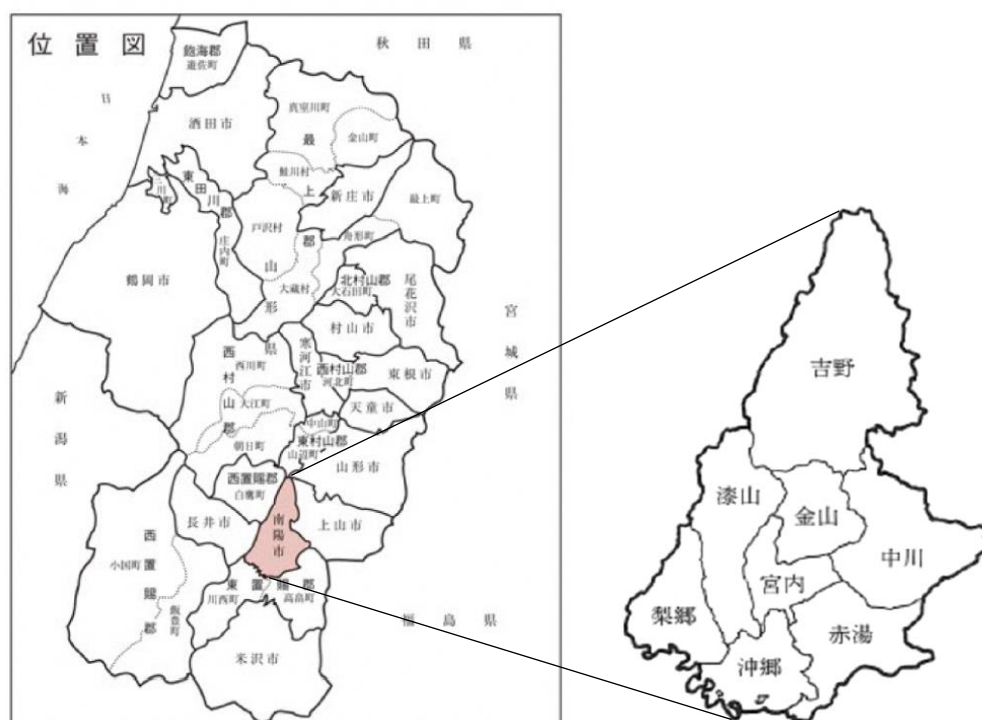 位置図
秋田県
日本海
飽海郡
遊佐町
酒田市
真室川町
金山町
最上郡
鮭川村
新庄市
最上町
三川町
東田川郡
庄内町
戸沢村
舟形町
大蔵村
鶴岡市
山形県
北村山郡
大石田町
尾花沢市
村山市
宮城県
西村山郡
西川町
寒河江市
西村山郡
河北町
東根市
大江町
天童市
中山町
朝日町
東村山郡
山辺町
山形市
新潟県
西置賜郡
白鷹町
長井市
南陽市
上山市
西置賜郡
小国町
飯豊町
東置賜郡
川西町
高畠町
福島県
米沢市
吉野
漆山
金山
中川
宮内
梨郷
赤湯
沖郷